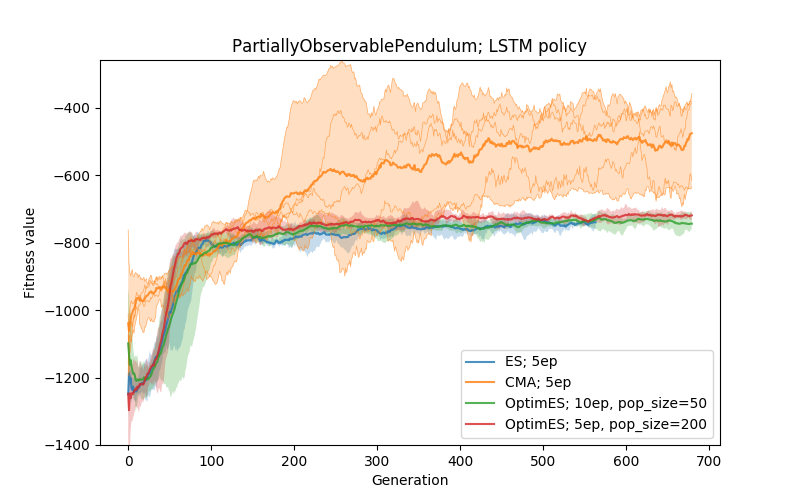 PartiallyObservablePendulum; LSTM policy
Fitness value
−400
−600
−800
−1000
−1200
−1400
0 100 200 300 400 500 600 700
Generation
ES; 5ep
CMA; 5ep
OptimES; 10ep, pop_size=50
OptimES; 5ep, pop_size=200